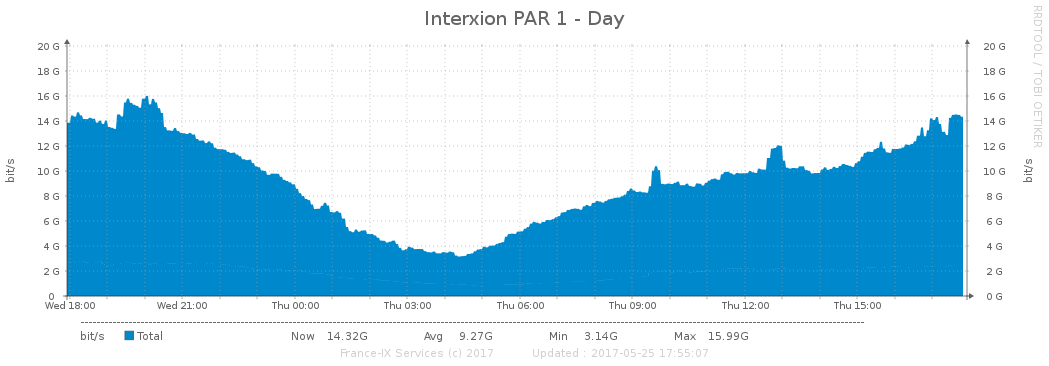 Interxion PAR 1 - Day
RRDTOOL / TOBI OETIKER
20 G 20 G
18 G 18 G
16 G 16 G
14 G 14 G
12 G 12 G
10 G 10 G
8 G 8 G
6 G 6 G
4 G 4 G
2 G 2 G
0 0 G
bit/s
bit/s
Wed 18:00 Wed 21:00 Thu 00:00 Thu 03:00 Thu 06:00 Thu 09:00 Thu 12:00 Thu 15:00
bit/s Total Now 14.32G Avg 9.27G Min 3.14G Max 15.99G
France-IX Services (c) 2017 Updated : 2017-05-25 17:55:07